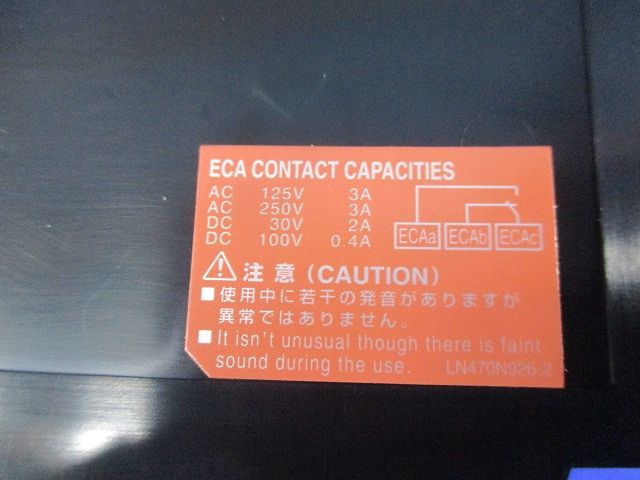 ECA CONTACT CAPACITIES
AC 125V 3A
AC 250V 3A
DC 30V 2A
DC 100V 0.4A
ECAa ECAb ECAc
注意 (CAUTION)
■使用中に若干の発音がありますが
異常ではありません。
■It isn't unusual though there is faint
sound during the use.
LN470N926-2